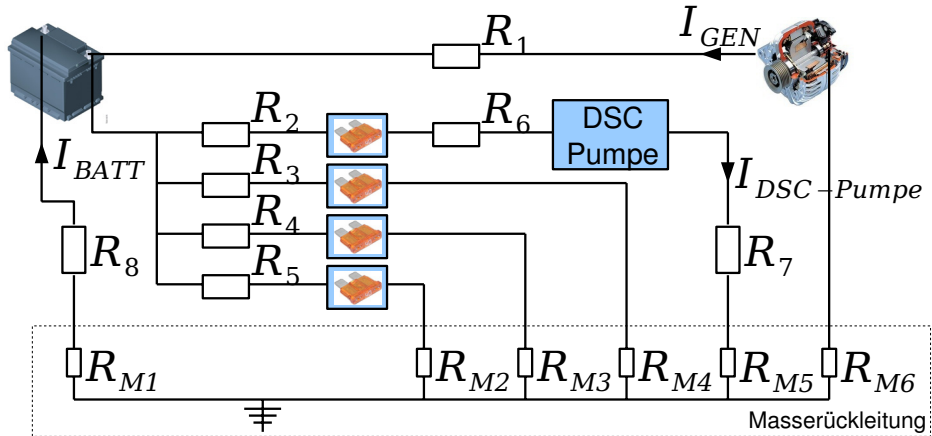 R1
IGEN
R2
R6
DSC
Pumpe
IBATT
R3
IDSC–Pumpe
R4
R8
R5
R7
RM1
RM2
RM3
RM4
RM5
RM6
Masserückleitung